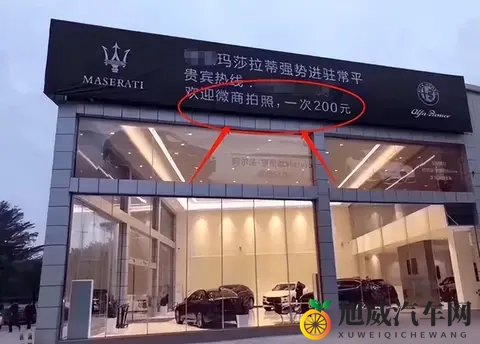 玛莎拉蒂强势进驻常平
贵宾热线:
欢迎微商拍照,一次200元
MASERATI
Alfa Romeo
旭威汽车网
XUWEIQICHEWANG